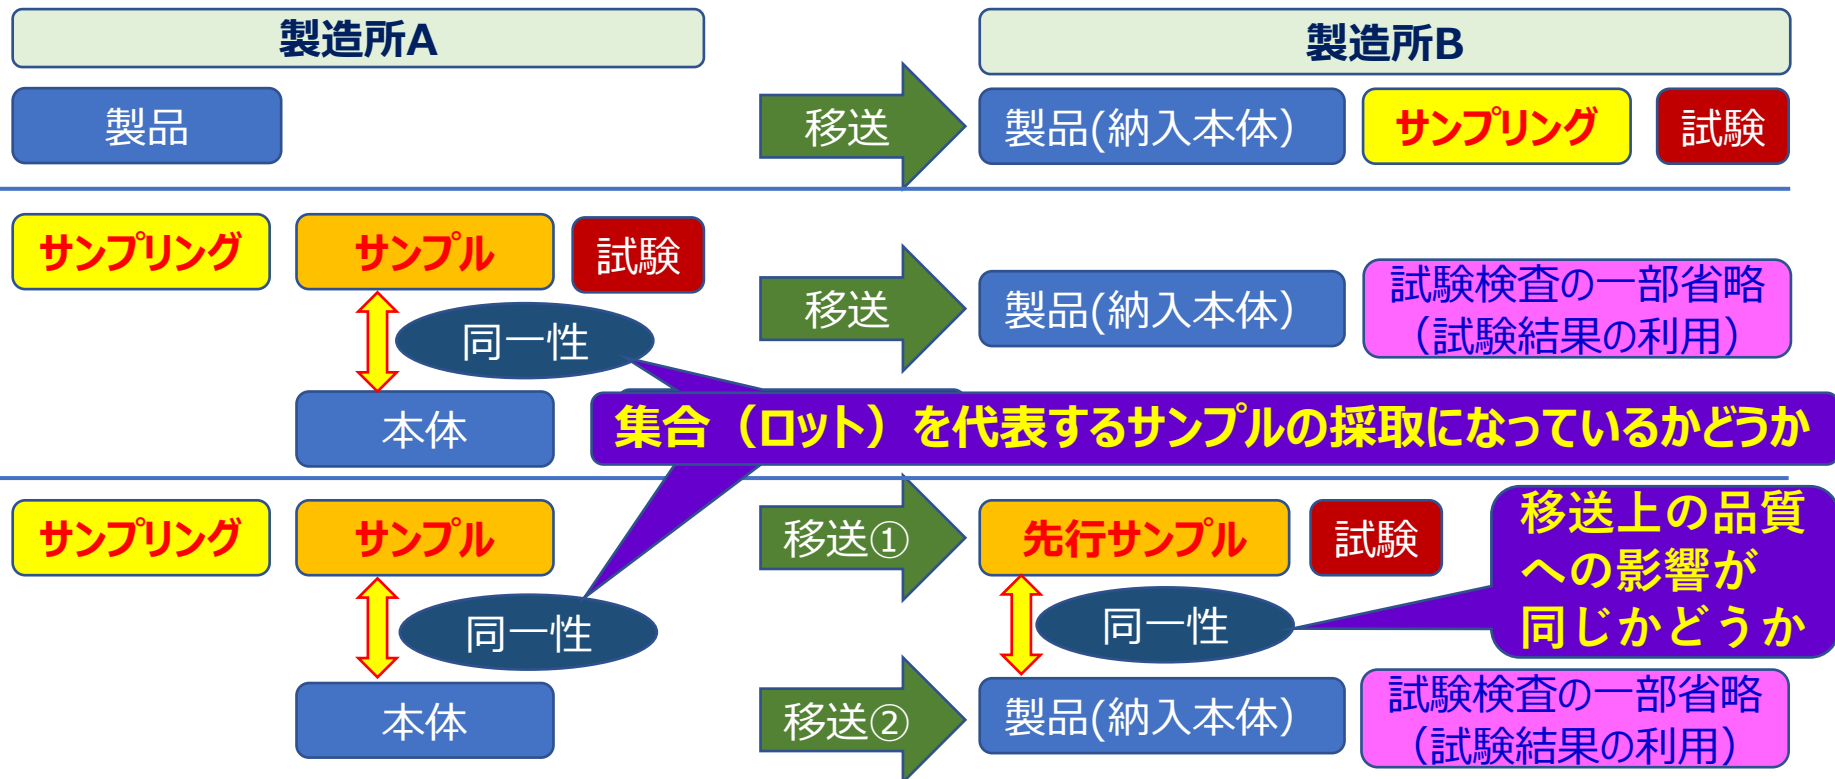 製造所A
製造所B
製品
移送
製品(納入本体)
サンプリング
試験
サンプリング
サンプル
試験
移送
製品(納入本体)
試験検査の一部省略
(試験結果の利用)
同一性
本体
集合（ロット）を代表するサンプルの採取になっているかどうか
サンプリング
サンプル
移送①
先行サンプル
試験
移送上の品質
への影響が
同じかどうか
同一性
同一性
本体
移送②
製品(納入本体)
試験検査の一部省略
(試験結果の利用)